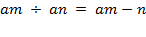 am ÷ an = am − n